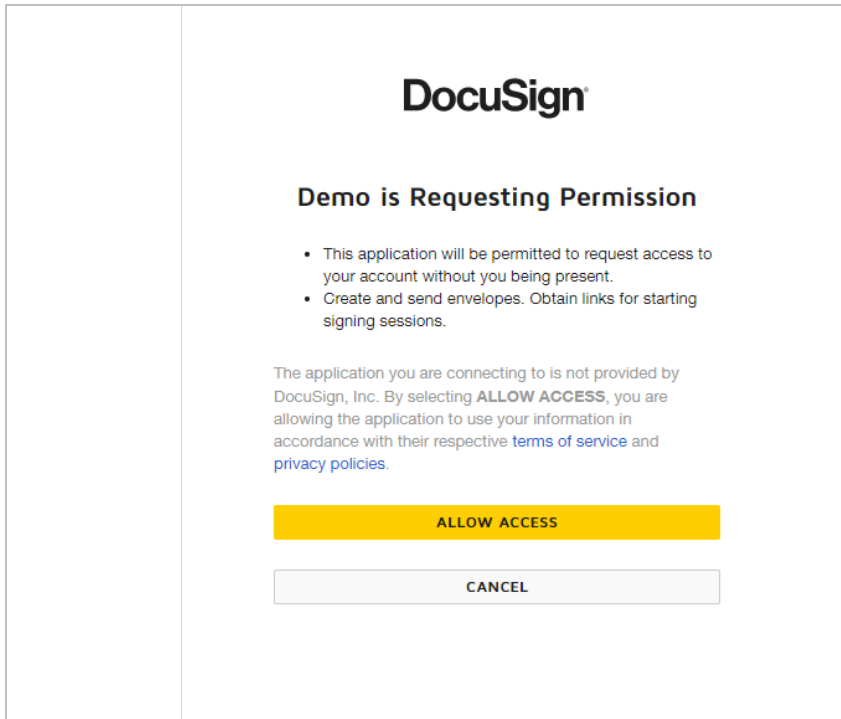 DocuSign®
Demo is Requesting Permission
• This application will be permitted to request access to
your account without you being present.
• Create and send envelopes. Obtain links for starting
signing sessions.
The application you are connecting to is not provided by
DocuSign, Inc. By selecting ALLOW ACCESS, you are
allowing the application to use your information in
accordance with their respective terms of service and
privacy policies.
ALLOW ACCESS
CANCEL